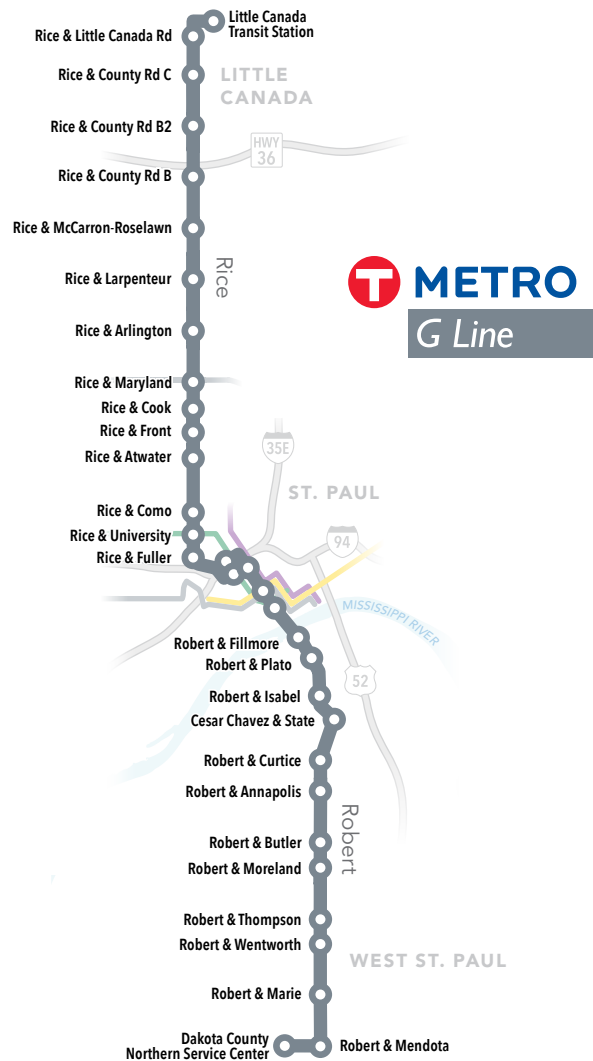 Little Canada
Transit Station
Rice & Little Canada Rd
Rice & County Rd C
LITTLE
CANADA
Rice & County Rd B2
HWY
36
Rice & County Rd B
Rice & McCarron-Roselawn
Rice
Rice & Larpenteur
T METRO
G Line
Rice & Arlington
Rice & Maryland
Rice & Cook
Rice & Front
35E
Rice & Atwater
ST. PAUL
Rice & Como
Rice & University
94
Rice & Fuller
MISSISSIPPI RIVER
Robert & Fillmore
Robert & Plato
52
Robert & Isabel
Cesar Chavez & State
Robert & Curtice
Robert & Annapolis
Robert
Robert & Butler
Robert & Moreland
Robert & Thompson
Robert & Wentworth
WEST ST. PAUL
Robert & Marie
Dakota County
Northern Service Center
Robert & Mendota